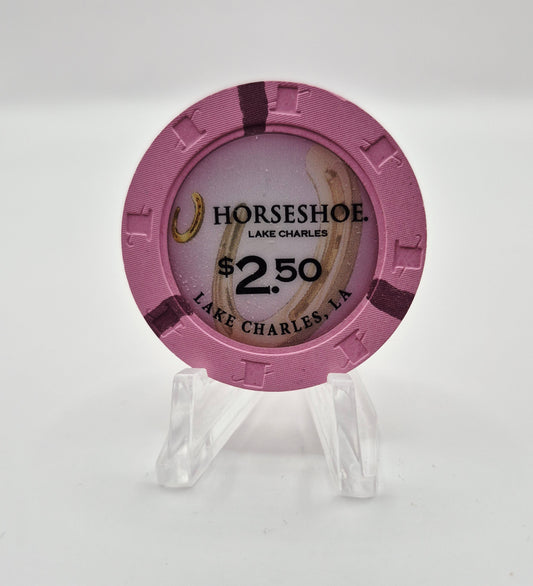 HORSESHOE.
LAKE CHARLES
$2.50
LAKE CHARLES, LA